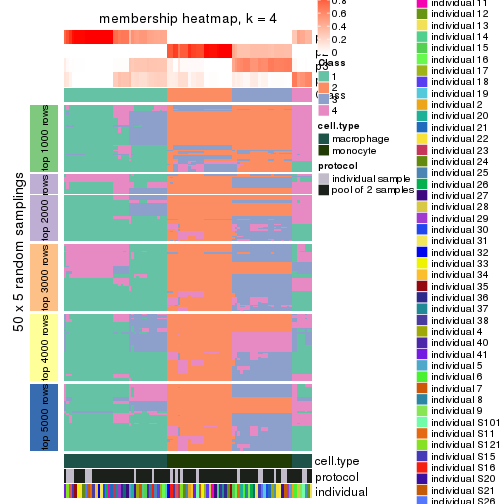 membership heatmap, k = 4
50 x 5 random samplings
top 1000 rows
top 2000 rows
top 3000 rows
top 4000 rows
top 5000 rows
cell.type
protocol
individual
0.8
0.6
0.4
0.2
0
Class
1
2
3
4
cell.type
macrophage
monocyte
protocol
individual sample
pool of 2 samples
individual 11
individual 12
individual 13
individual 14
individual 15
individual 16
individual 17
individual 18
individual 19
individual 2
individual 20
individual 21
individual 22
individual 23
individual 24
individual 25
individual 26
individual 27
individual 28
individual 29
individual 30
individual 31
individual 32
individual 33
individual 34
individual 35
individual 36
individual 37
individual 38
individual 4
individual 40
individual 41
individual 5
individual 6
individual 7
individual 8
individual 9
individual S101
individual S11
individual S121
individual S15
individual S16
individual S20
individual S21